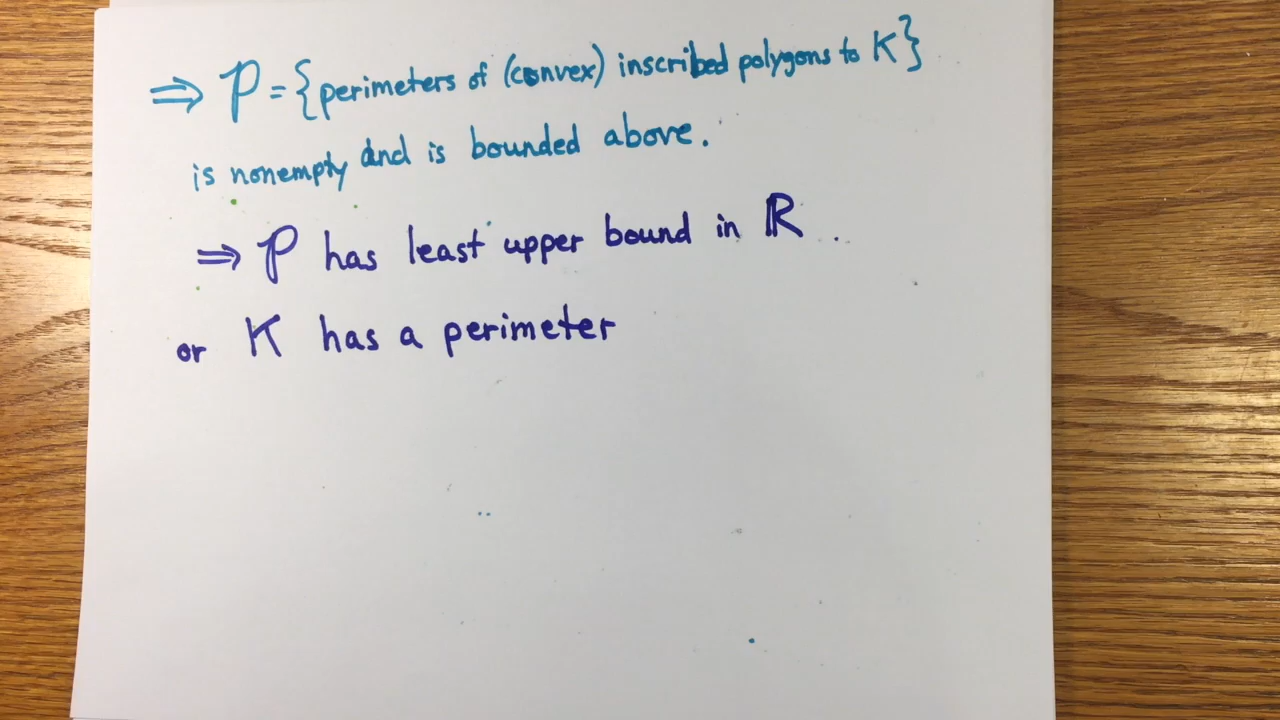 ⇒ P = {perimeters of (convex) inscribed polygons to K}
is nonempty and is bounded above.
⇒ P has least upper bound in ℝ.
or K has a perimeter